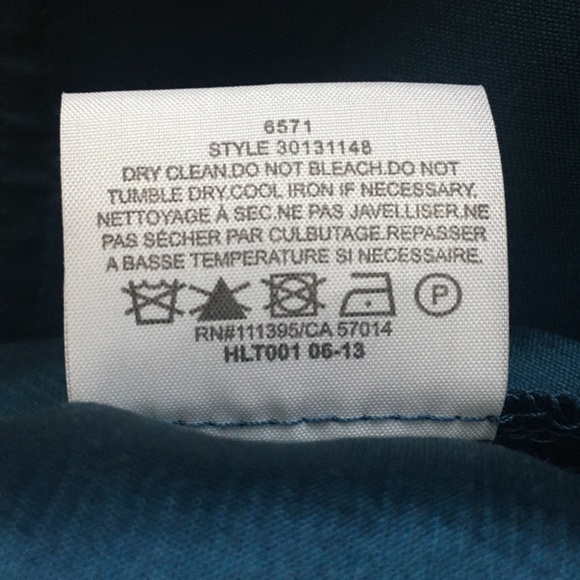 6571
STYLE 30131148
DRY CLEAN.DO NOT BLEACH.DO NOT
TUMBLE DRY.COOL IRON IF NECESSARY.
NETTOYAGE À SEC.NE PAS JAVELLISER.NE
PAS SÉCHER PAR CULBUTAGE.REPASSER
A BASSE TEMPERATURE SI NECESSAIRE.
P
RN#111395/CA 57014
HLT001 06-13